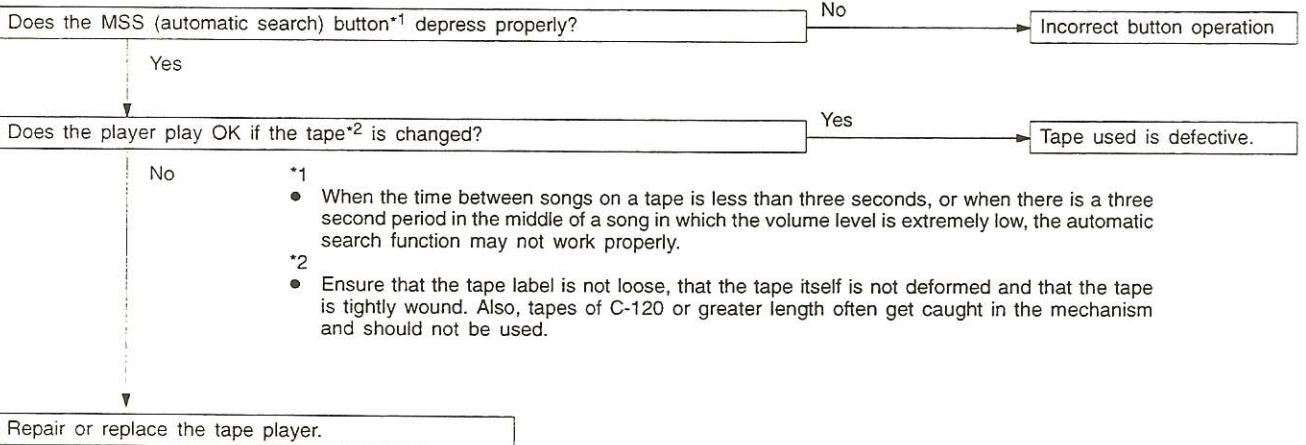 Does the MSS (automatic search) button*1 depress properly?
No
Incorrect button operation
Yes
Does the player play OK if the tape*2 is changed?
Yes
Tape used is defective.
No
*1
● When the time between songs on a tape is less than three seconds, or when there is a three
second period in the middle of a song in which the volume level is extremely low, the automatic
search function may not work properly.
*2
● Ensure that the tape label is not loose, that the tape itself is not deformed and that the tape
is tightly wound. Also, tapes of C-120 or greater length often get caught in the mechanism
and should not be used.
Repair or replace the tape player.